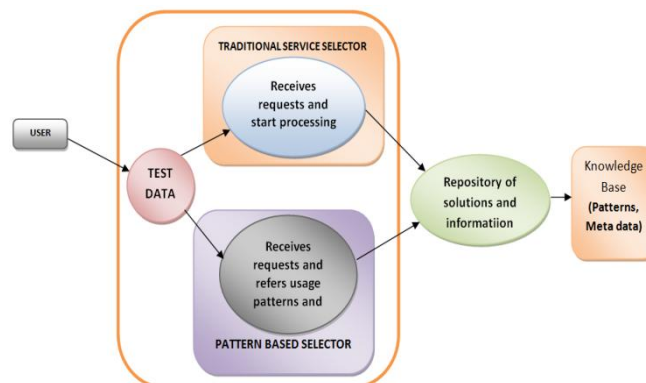 TRADITIONAL SERVICE SELECTOR
Receives
requests and
start processing
USER
TEST
DATA
Repository of
solutions and
informatiion
Knowledge
Base
(Patterns,
Meta data)
Receives
requests and
refers usage
patterns and
PATTERN BASED SELECTOR